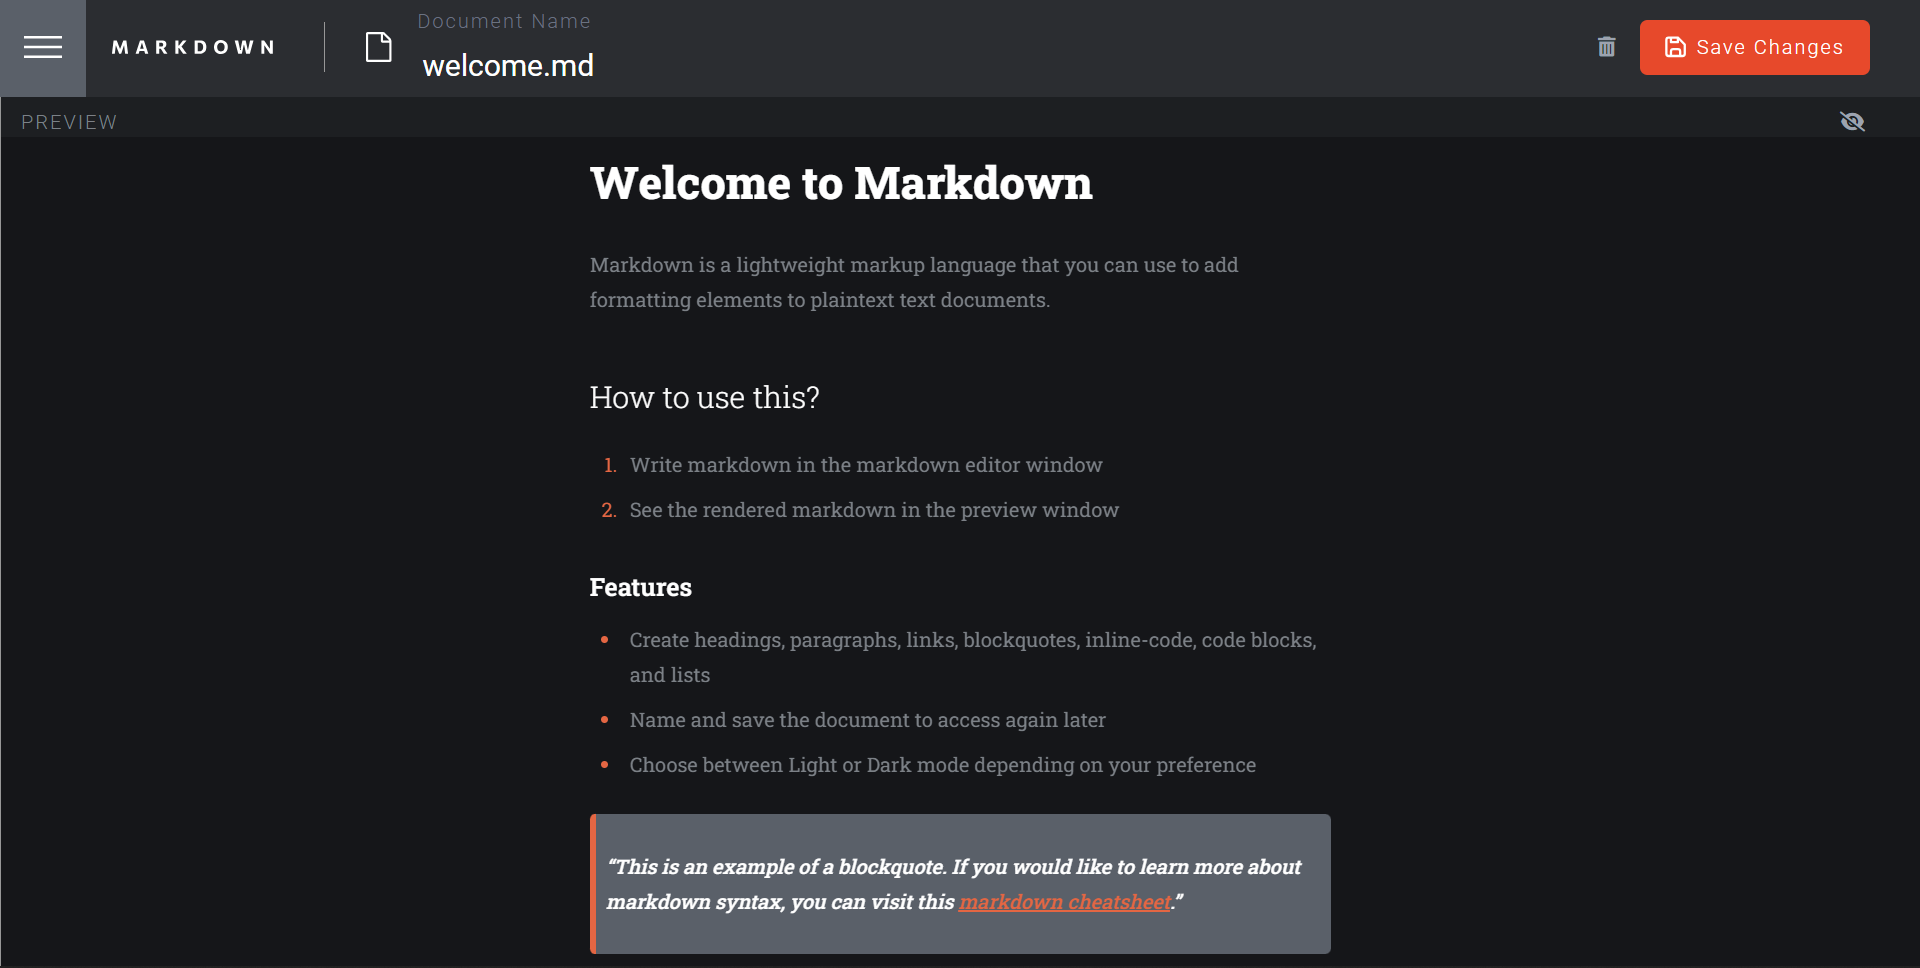 MARKDOWN
Document Name
welcome.md
Save Changes
PREVIEW
Welcome to Markdown
Markdown is a lightweight markup language that you can use to add
formatting elements to plaintext text documents.
How to use this?
1. Write markdown in the markdown editor window
2. See the rendered markdown in the preview window
Features
• Create headings, paragraphs, links, blockquotes, inline-code, code blocks,
and lists
• Name and save the document to access again later
• Choose between Light or Dark mode depending on your preference
“This is an example of a blockquote. If you would like to learn more about
markdown syntax, you can visit this markdown cheatsheet.”